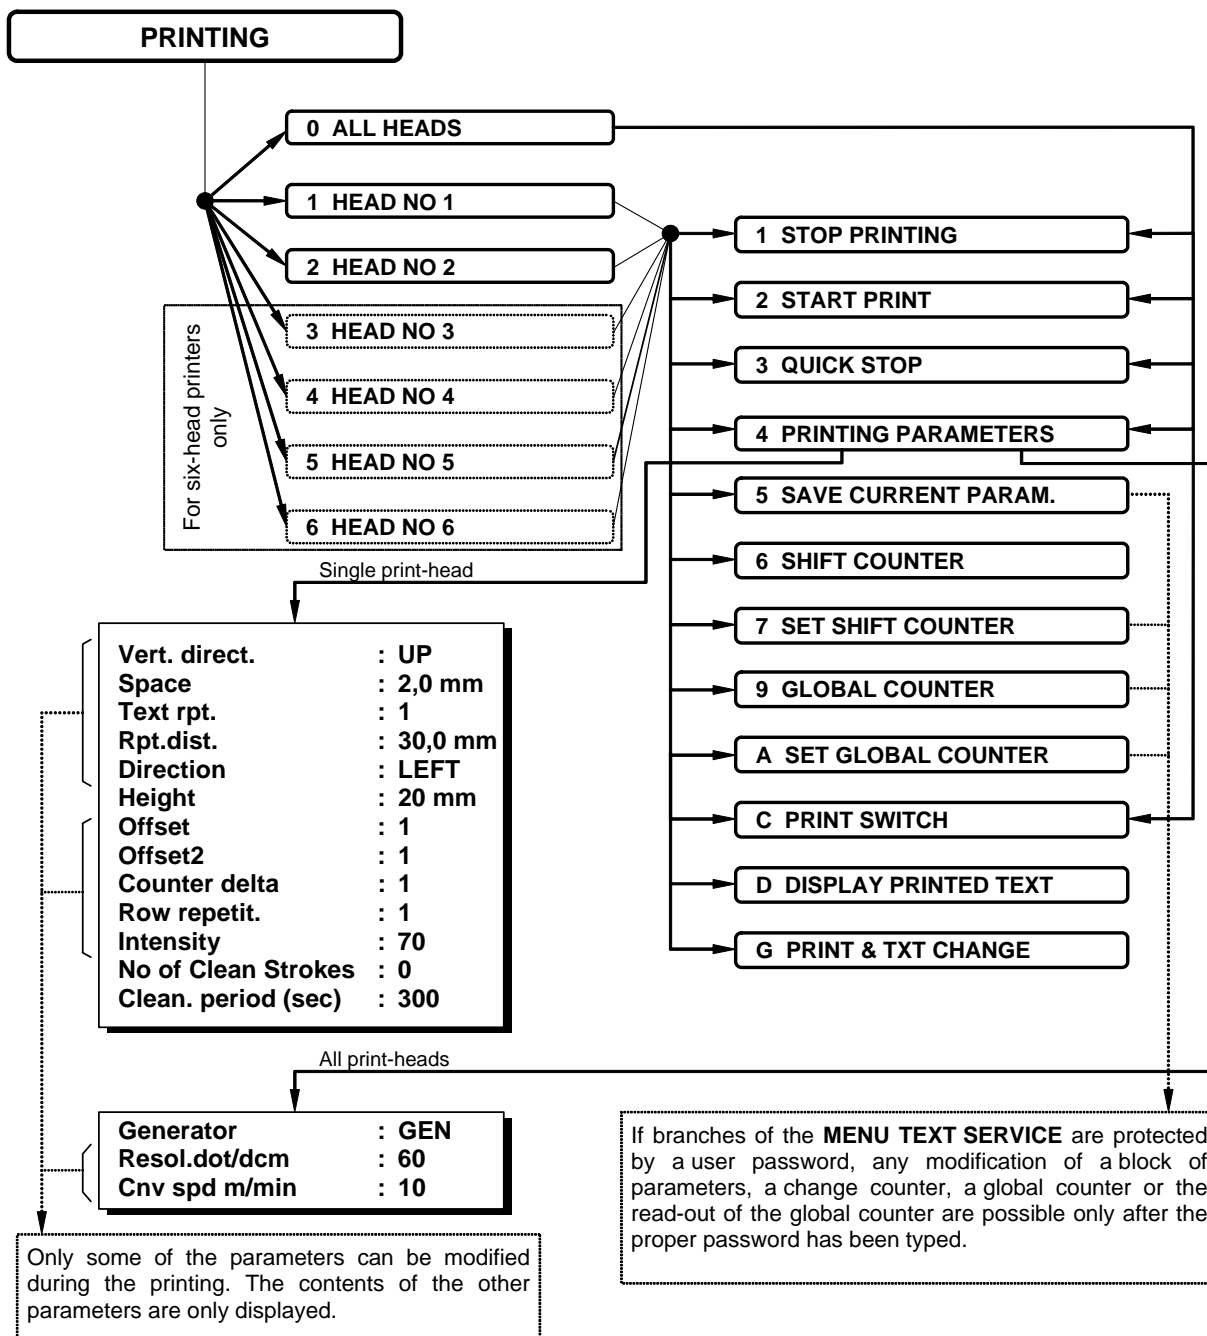 PRINTING
0 ALL HEADS
1 HEAD NO 1
2 HEAD NO 2
For six-head printers
only
3 HEAD NO 3
4 HEAD NO 4
5 HEAD NO 5
6 HEAD NO 6
1 STOP PRINTING
2 START PRINT
3 QUICK STOP
4 PRINTING PARAMETERS
5 SAVE CURRENT PARAM.
6 SHIFT COUNTER
7 SET SHIFT COUNTER
9 GLOBAL COUNTER
A SET GLOBAL COUNTER
C PRINT SWITCH
D DISPLAY PRINTED TEXT
G PRINT & TXT CHANGE
Single print-head
Vert. direct. : UP
Space : 2,0 mm
Text rpt. : 1
Rpt.dist. : 30,0 mm
Direction : LEFT
Height : 20 mm
Offset : 1
Offset2 : 1
Counter delta : 1
Row repetit. : 1
Intensity : 70
No of Clean Strokes : 0
Clean. period (sec) : 300
All print-heads
Generator : GEN
Resol.dot/dcm : 60
Cnv spd m/min : 10
Only some of the parameters can be modified
during the printing. The contents of the other
parameters are only displayed.
If branches of the MENU TEXT SERVICE are protected
by a user password, any modification of a block of
parameters, a change counter, a global counter or the
read-out of the global counter are possible only after the
proper password has been typed.